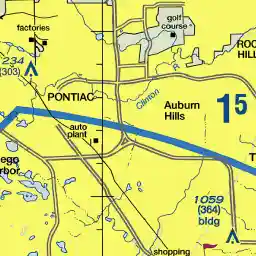 factories
234
(303)
golf
course
ROC
HILL
PONTIAC
Clinton
R
Auburn
Hills
15
auto
plant
ego
rbor
T
1059
(364)
bldg
shopping